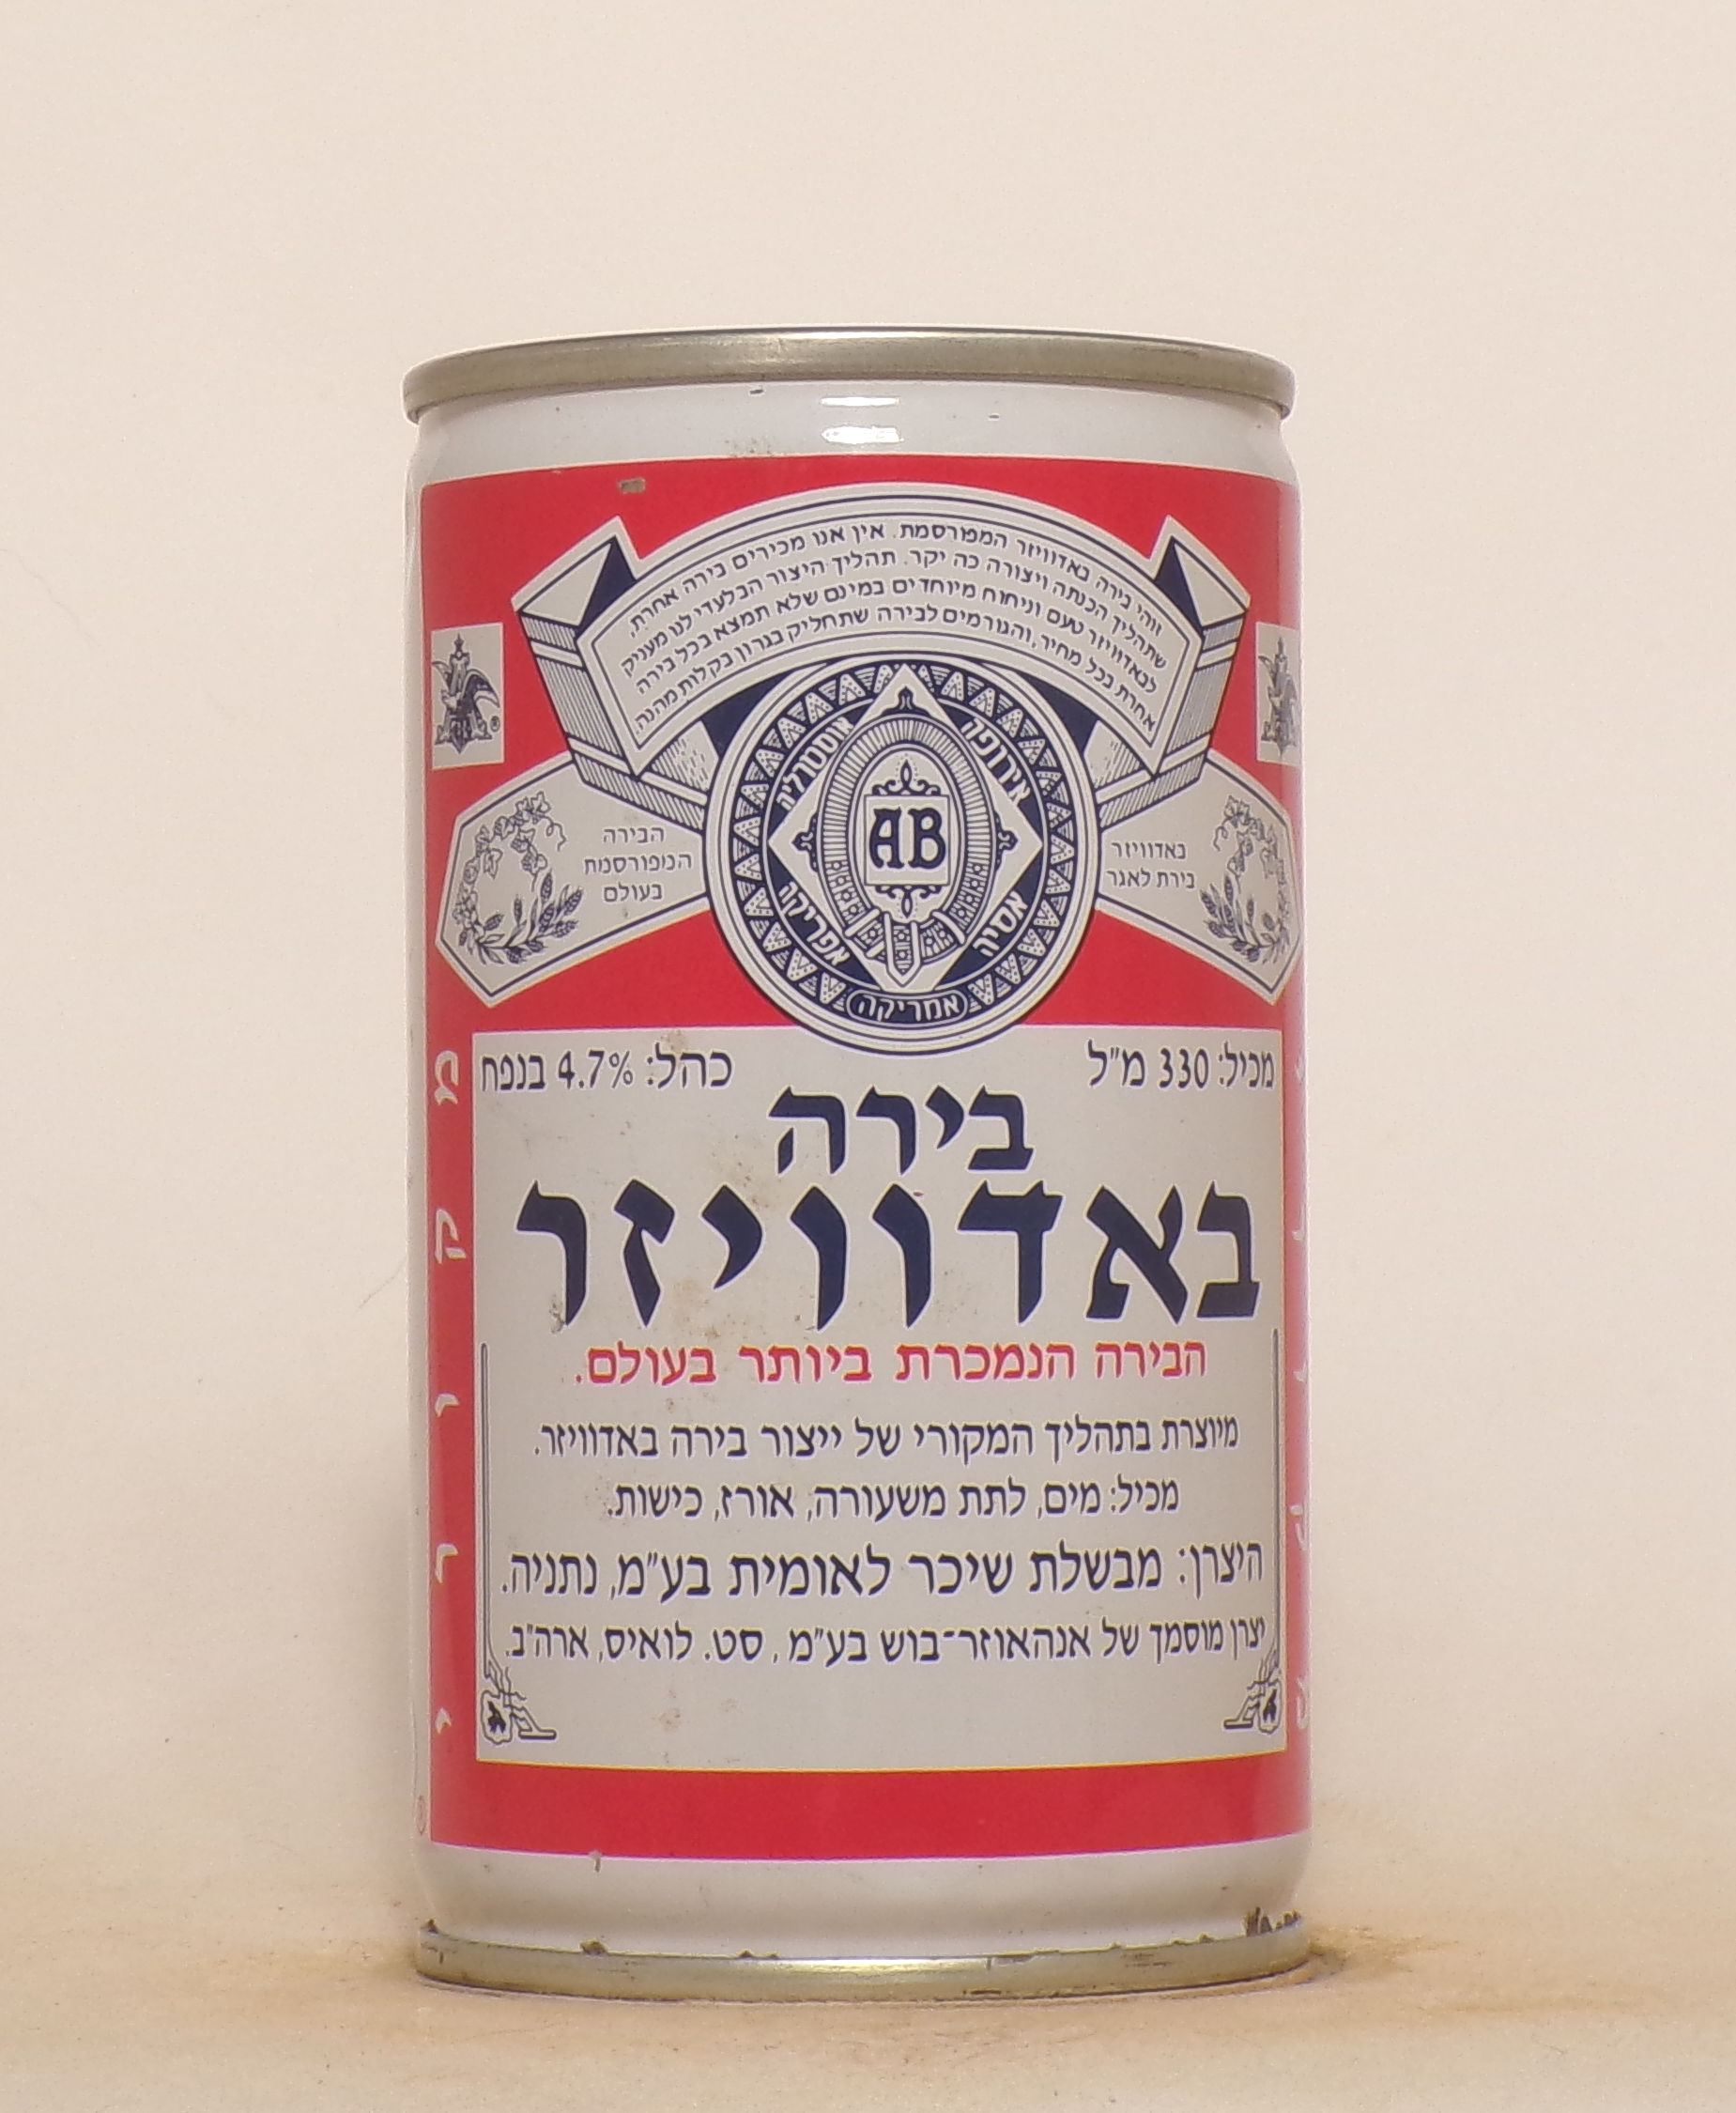 זוהי בירה באדוויזר המפורסמת. אין אנו מכירים בירה אחרת,
שתהליך הכנתה ויצורה כה יקר. תהליך היצור הבלעדי לנו מעניק
לבאדוויזר טעם וניחוח מיוחדים במינם שלא תמצא בכל בירה
אחרת בכל מחיר, והגורמים לבירה שתחליק בגרון בקלות מהנה.
אירופה
אוסטרליה
AB
באדוויזר
בירת לאגר
הבירה
המפורסמת
בעולם
אסיה
אפריקה
אמריקה
מכיל: 330 מ"ל
כהל: 4.7% בנפח
בירה
באדוויזר
הבירה הנמכרת ביותר בעולם.
מיוצרת בתהליך המקורי של ייצור בירה באדוויזר.
מכיל: מים, לתת משעורה, אורז, כישות.
היצרן: מבשלת שיכר לאומית בע"מ, נתניה.
יצרן מוסמך של אנהאוזר-בוש בע"מ, סט. לואיס, ארה"ב.
מקורי
®
®